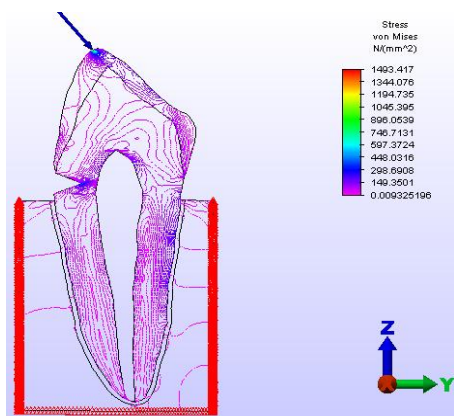 Stress
von Mises
N/(mm^2)
1493.417
1344.076
1194.735
1045.395
896.0539
746.7131
597.3724
448.0316
298.6908
149.3501
0.009325196
Z
X
Y